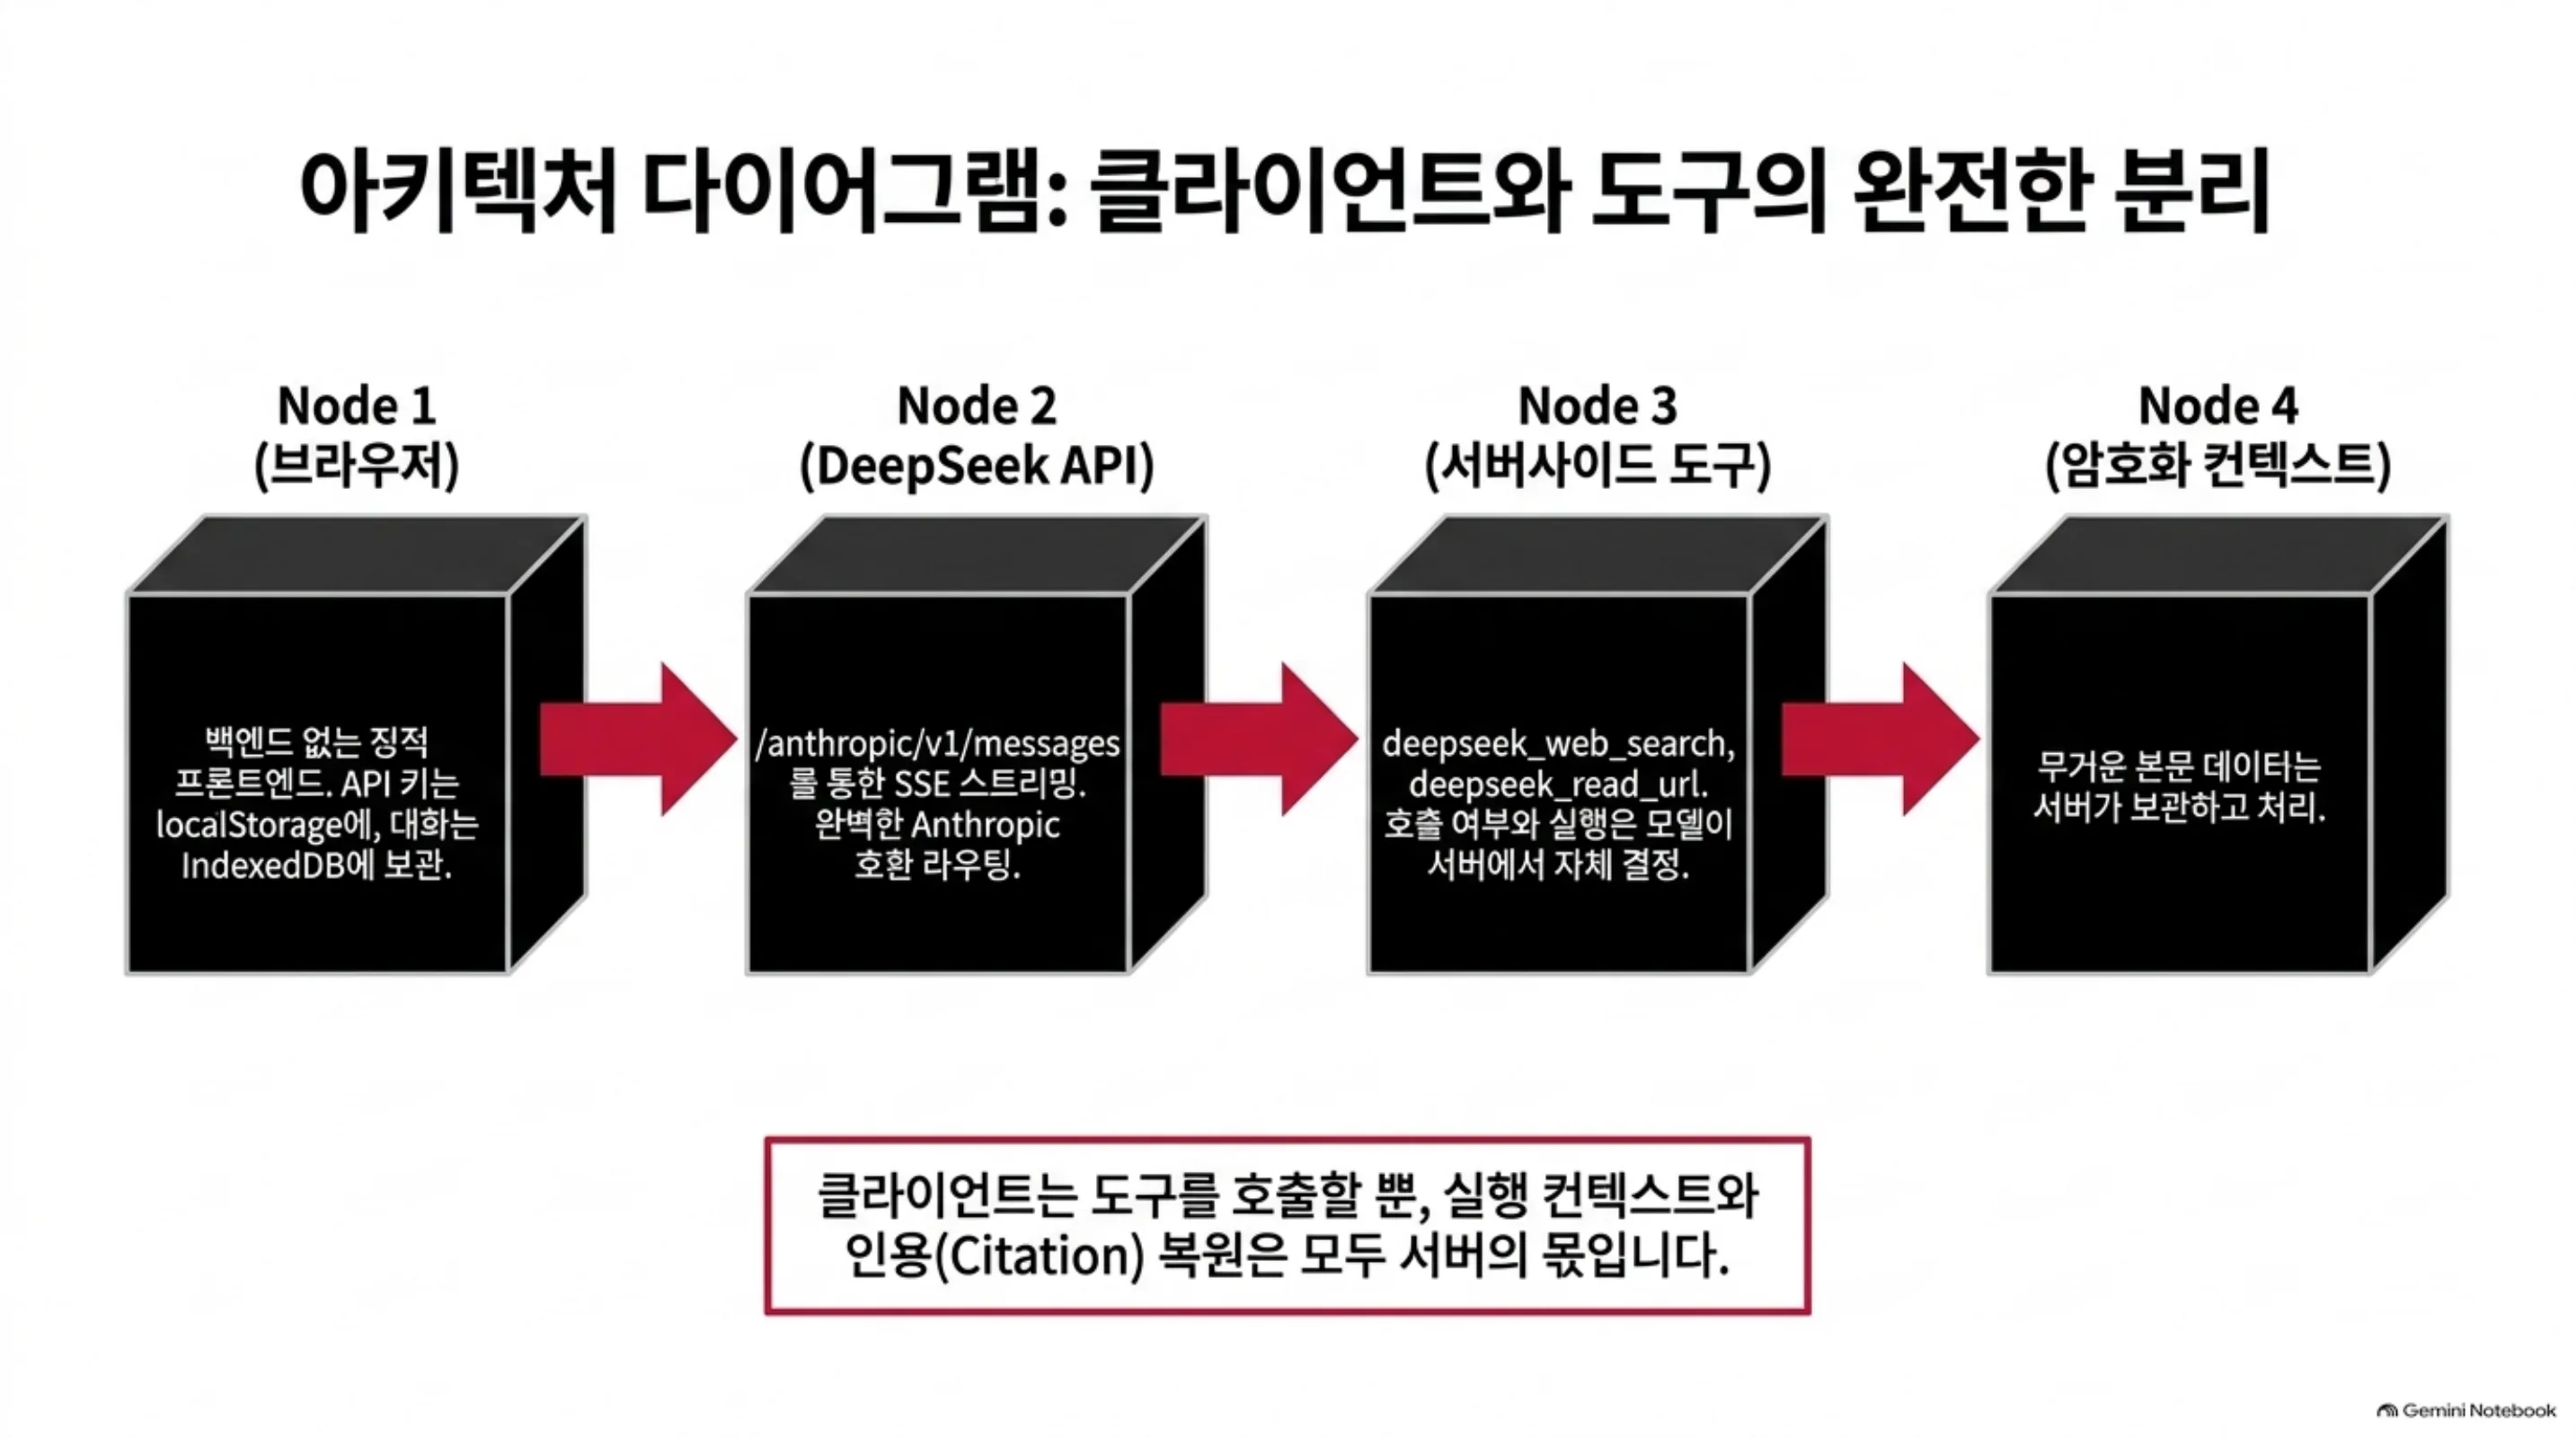 아키텍처 다이어그램: 클라이언트와 도구의 완전한 분리
Node 1
(브라우저)
백엔드 없는 징적
프론트엔드. API 키는
localStorage에, 대화는
IndexedDB에 보관.
Node 2
(DeepSeek API)
/anthropic/v1/messages
를 통한 SSE 스트리밍.
완벽한 Anthropic
호환 라우팅.
Node 3
(서버사이드 도구)
deepseek_web_search,
deepseek_read_url.
호출 여부와 실행은 모델이
서버에서 자체 결정.
Node 4
(암호화 컨텍스트)
무거운 본문 데이터는
서버가 보관하고 처리.
클라이언트는 도구를 호출할 뿐, 실행 컨텍스트와
인용(Citation) 복원은 모두 서버의 몫입니다.
Gemini Notebook